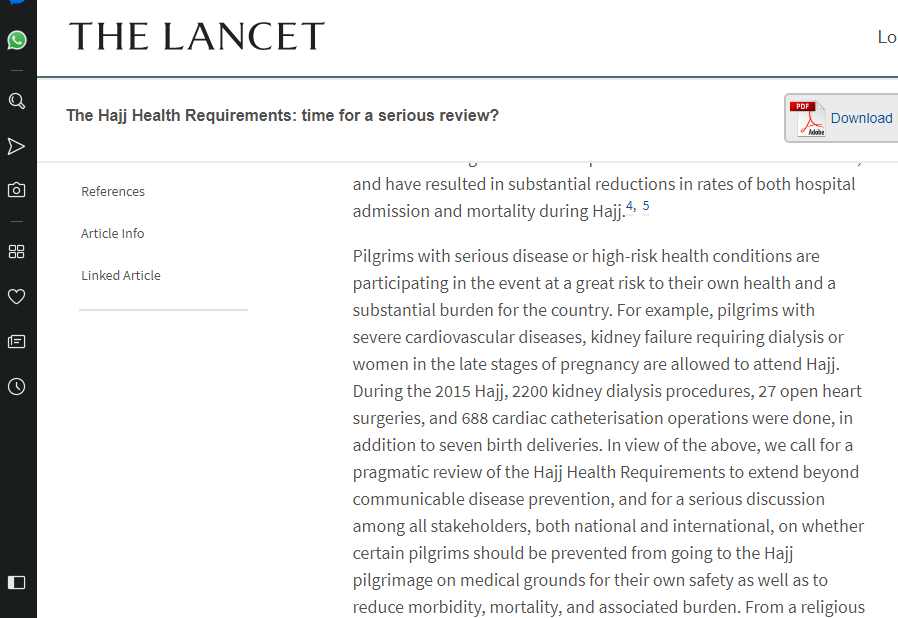 THE LANCET
Lo
The Hajj Health Requirements: time for a serious review?
PDF
Adobe
Download
References
Article Info
Linked Article
and have resulted in substantial reductions in rates of both hospital
admission and mortality during Hajj.4, 5
Pilgrims with serious disease or high-risk health conditions are
participating in the event at a great risk to their own health and a
substantial burden for the country. For example, pilgrims with
severe cardiovascular diseases, kidney failure requiring dialysis or
women in the late stages of pregnancy are allowed to attend Hajj.
During the 2015 Hajj, 2200 kidney dialysis procedures, 27 open heart
surgeries, and 688 cardiac catheterisation operations were done, in
addition to seven birth deliveries. In view of the above, we call for a
pragmatic review of the Hajj Health Requirements to extend beyond
communicable disease prevention, and for a serious discussion
among all stakeholders, both national and international, on whether
certain pilgrims should be prevented from going to the Hajj
pilgrimage on medical grounds for their own safety as well as to
reduce morbidity, mortality, and associated burden. From a religious